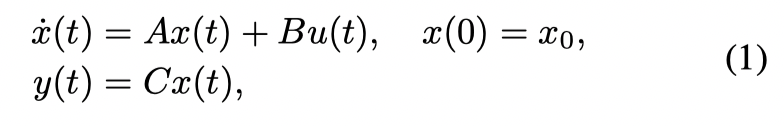 ẋ(t) = Ax(t) + Bu(t), x(0) = x₀,
(1)
y(t) = Cx(t),